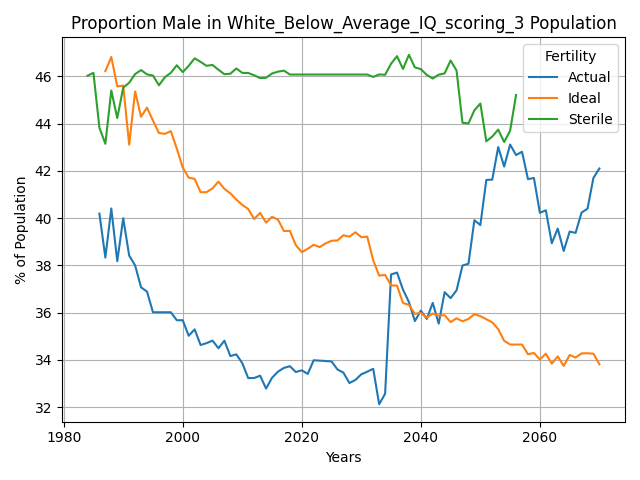 Proportion Male in White_Below_Average_IQ_scoring_3 Population
Fertility
Actual
Ideal
Sterile
% of Population
46
44
42
40
38
36
34
32
1980
2000
2020
2040
2060
Years